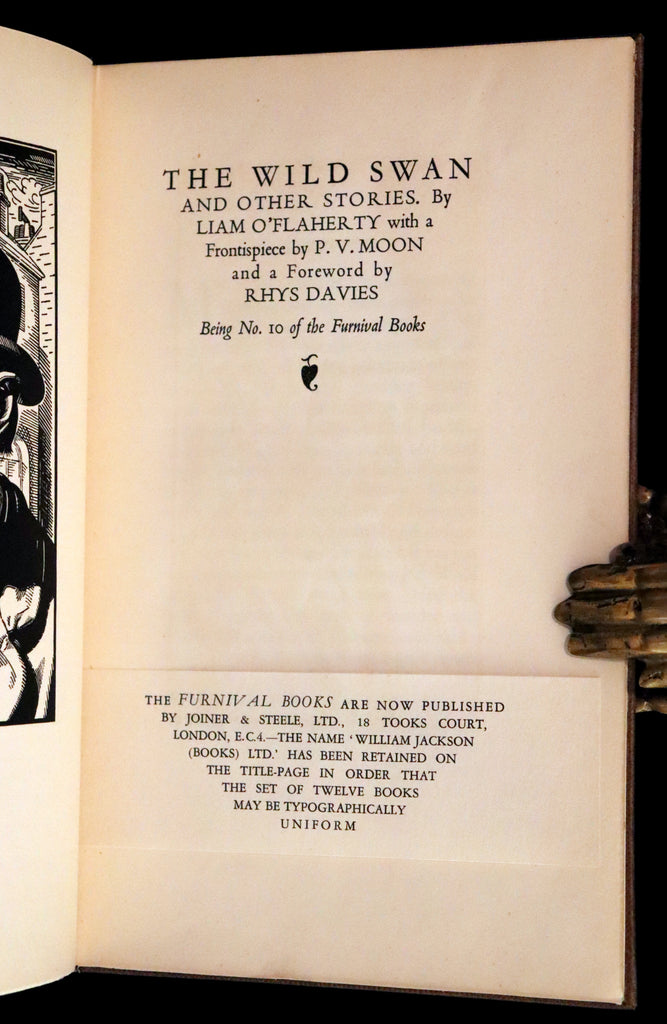 THE WILD SWAN
AND OTHER STORIES. By
LIAM O'FLAHERTY with a
Frontispiece by P. V. MOON
and a Foreword by
RHYS DAVIES
Being No. 10 of the Furnival Books
THE FURNIVAL BOOKS ARE NOW PUBLISHED
BY JOINER & STEELE, LTD., 18 TOOKS COURT,
LONDON, E.C.4.—THE NAME ‘WILLIAM JACKSON
(BOOKS) LTD.’ HAS BEEN RETAINED ON
THE TITLE-PAGE IN ORDER THAT
THE SET OF TWELVE BOOKS
MAY BE TYPOGRAPHICALLY
UNIFORM